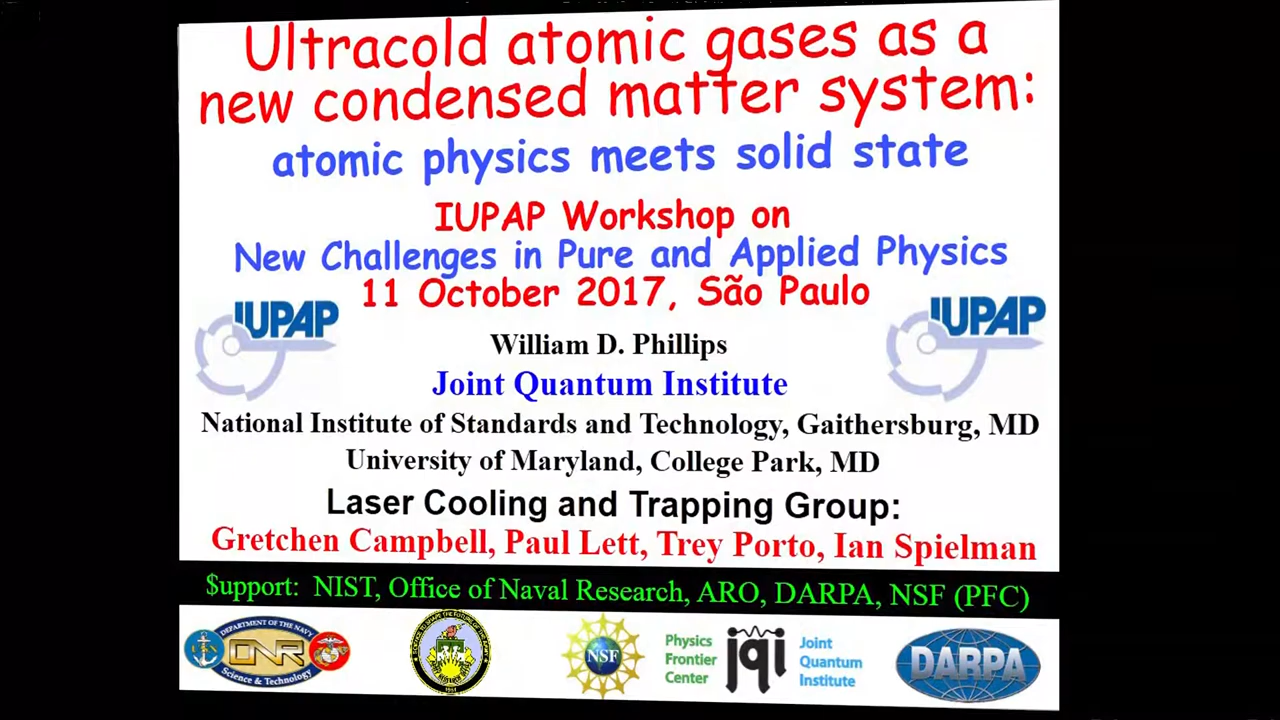 Ultracold atomic gases as a
new condensed matter system:
atomic physics meets solid state
IUPAP Workshop on
New Challenges in Pure and Applied Physics
11 October 2017, São Paulo
IUPAP
IUPAP
William D. Phillips
Joint Quantum Institute
National Institute of Standards and Technology, Gaithersburg, MD
University of Maryland, College Park, MD
Laser Cooling and Trapping Group:
Gretchen Campbell, Paul Lett, Trey Porto, Ian Spielman
$upport: NIST, Office of Naval Research, ARO, DARPA, NSF (PFC)
DEPARTMENT OF THE NAVY
ONR
Science & Technology
1951
NSF
Physics
Frontier
Center
jqi
Joint
Quantum
Institute
DARPA